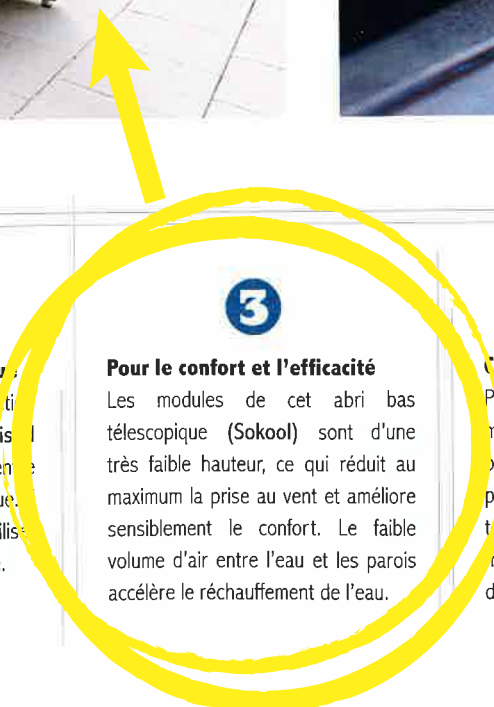 3
Pour le confort et l'efficacité
Les modules de cet abri bas
télescopique (Sokool) sont d'une
très faible hauteur, ce qui réduit au
maximum la prise au vent et améliore
sensiblement le confort. Le faible
volume d'air entre l'eau et les parois
accélère le réchauffement de l'eau.